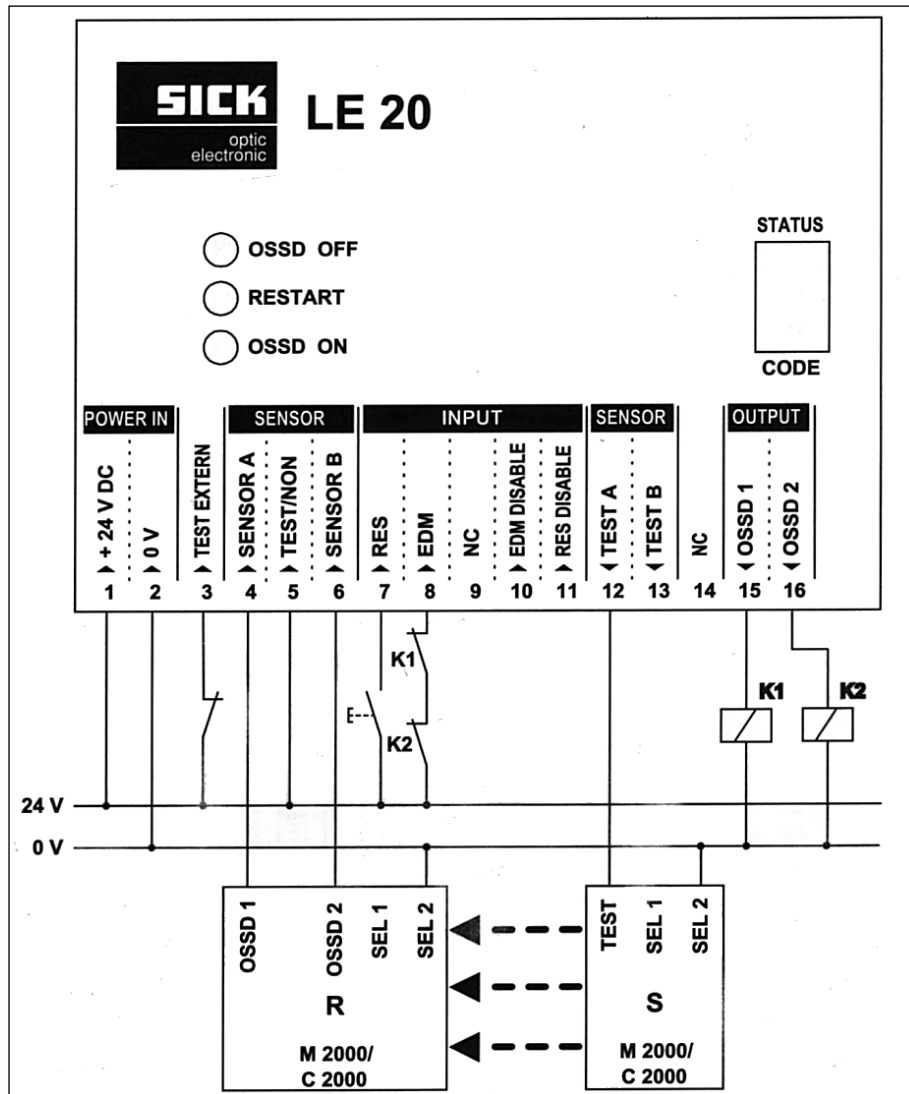 SICK
optic
electronic
LE 20
OSSD OFF
RESTART
OSSD ON
STATUS
CODE
POWER IN
SENSOR
INPUT
SENSOR
OUTPUT
+ 24 V DC
0 V
TEST EXTERN
SENSOR A
TEST/NON
SENSOR B
RES
EDM
NC
EDM DISABLE
RES DISABLE
TEST A
TEST B
NC
OSSD 1
OSSD 2
1 2 3 4 5 6 7 8 9 10 11 12 13 14 15 16
K1
K2
K1
K2
24 V
0 V
OSSD 1
OSSD 2
SEL 1
SEL 2
R
M 2000/
C 2000
TEST
SEL 1
SEL 2
S
M 2000/
C 2000